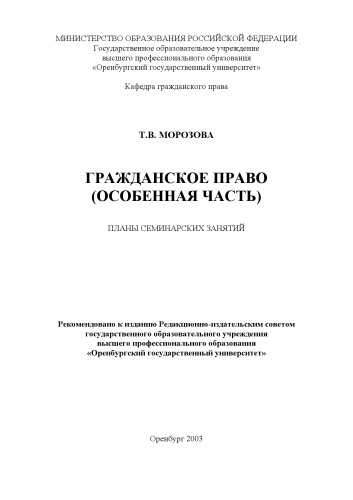 МИНИСТЕРСТВО ОБРАЗОВАНИЯ РОССИЙСКОЙ ФЕДЕРАЦИИ
Государственное образовательное учреждение
высшего профессионального образования
«Оренбургский государственный университет»
Кафедра гражданского права
Т.В. МОРОЗОВА
ГРАЖДАНСКОЕ ПРАВО
(ОСОБЕННАЯ ЧАСТЬ)
ПЛАНЫ СЕМИНАРСКИХ ЗАНЯТИЙ
Рекомендовано к изданию Редакционно-издательским советом
государственного образовательного учреждения
высшего профессионального образования
«Оренбургский государственный университет»
Оренбург 2003